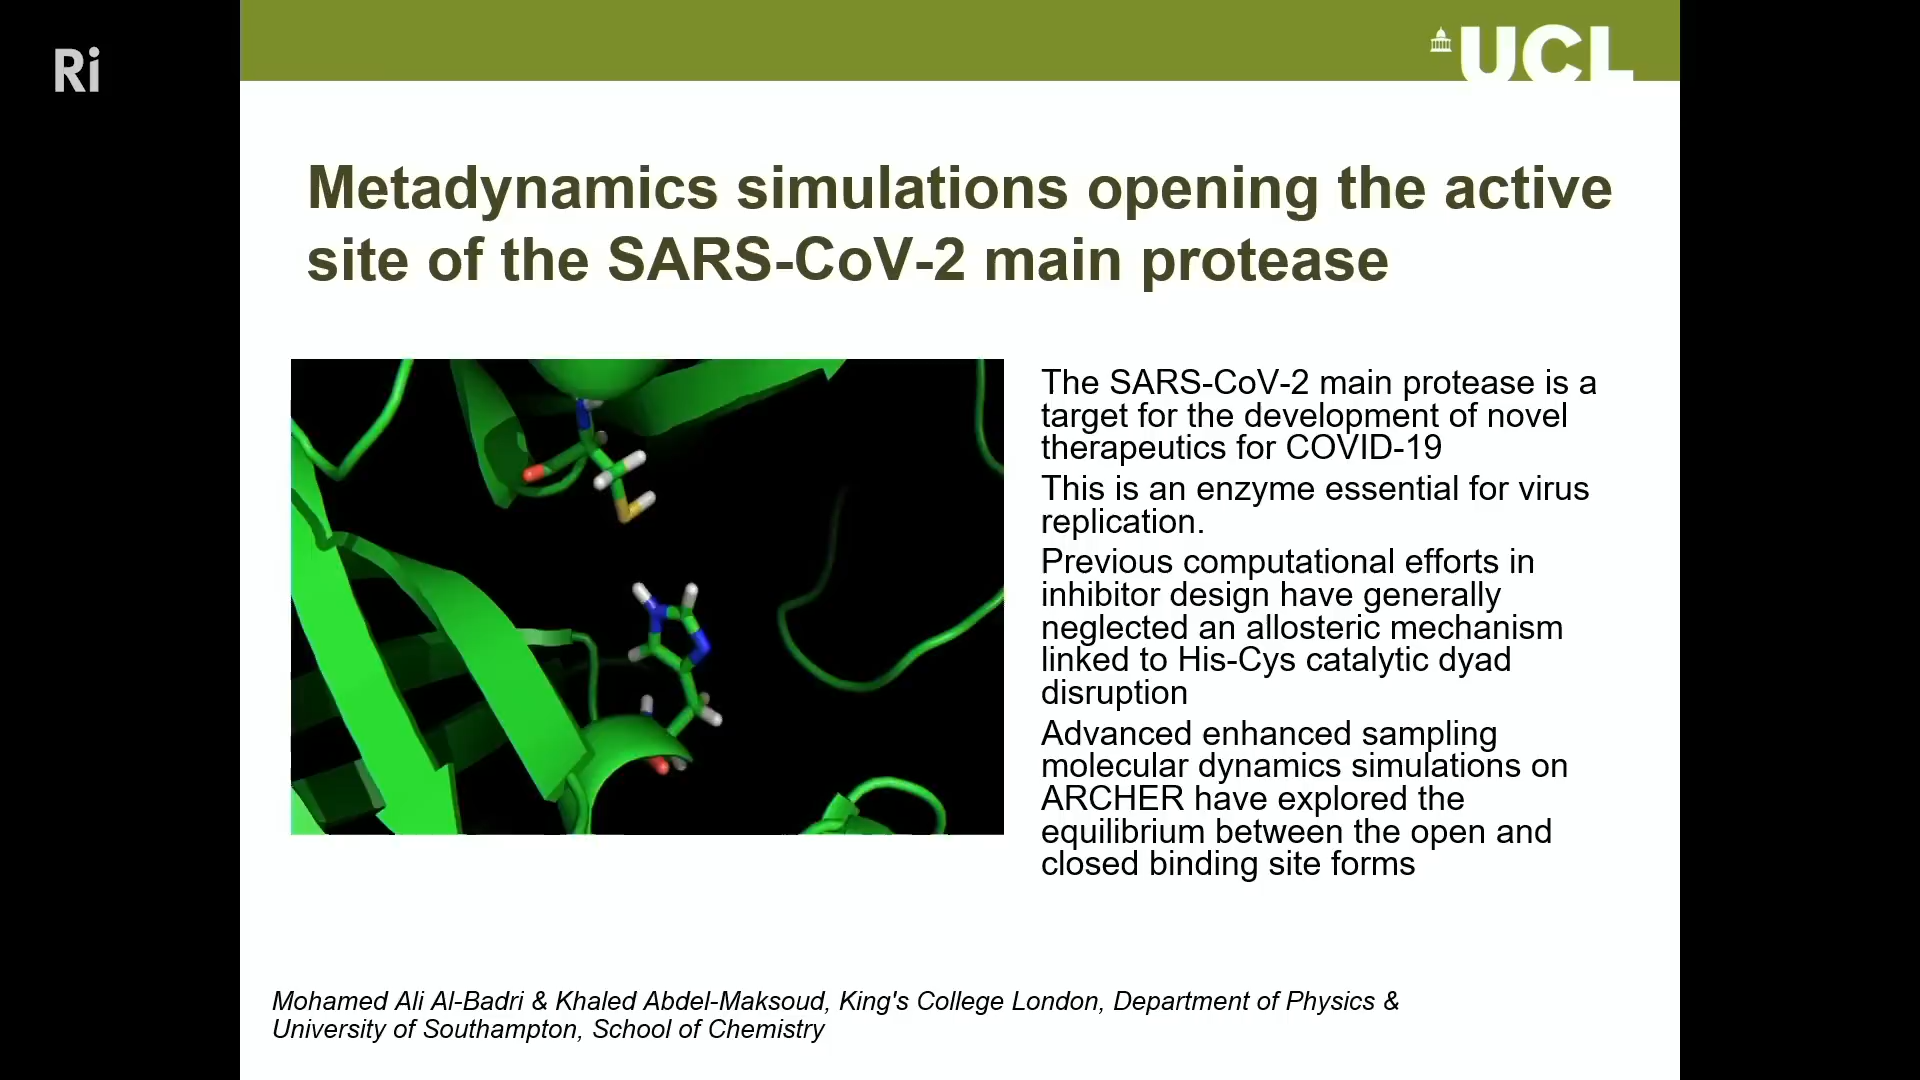 Ri
UCL
Metadynamics simulations opening the active
site of the SARS-CoV-2 main protease
The SARS-CoV-2 main protease is a
target for the development of novel
therapeutics for COVID-19
This is an enzyme essential for virus
replication.
Previous computational efforts in
inhibitor design have generally
neglected an allosteric mechanism
linked to His-Cys catalytic dyad
disruption
Advanced enhanced sampling
molecular dynamics simulations on
ARCHER have explored the
equilibrium between the open and
closed binding site forms
Mohamed Ali Al-Badri & Khaled Abdel-Maksoud, King's College London, Department of Physics &
University of Southampton, School of Chemistry